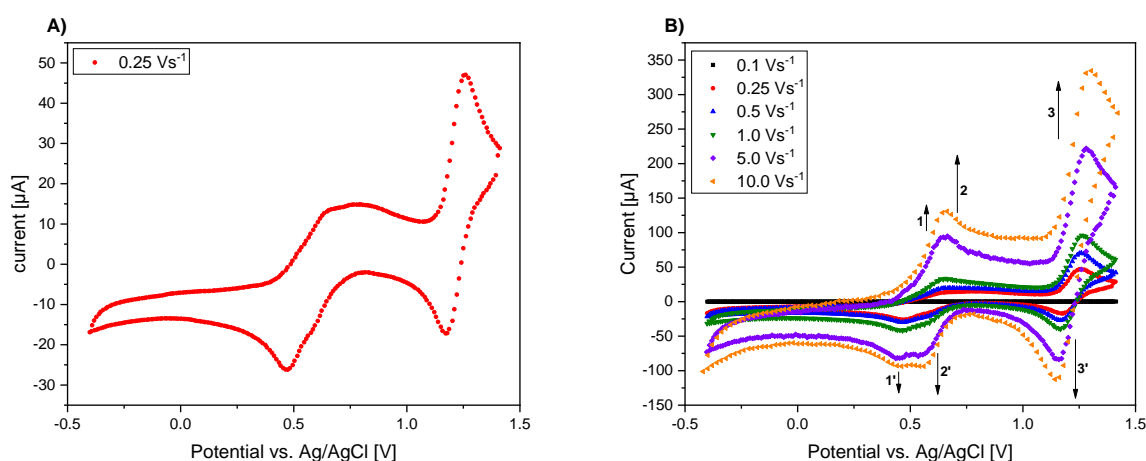 A)
0.25 Vs⁻¹
50
40
30
20
10
0
-10
-20
-30
current [µA]
-0.5 0.0 0.5 1.0 1.5
Potential vs. Ag/AgCl [V]
B)
0.1 Vs⁻¹
0.25 Vs⁻¹
0.5 Vs⁻¹
1.0 Vs⁻¹
5.0 Vs⁻¹
10.0 Vs⁻¹
350
300
250
200
150
100
50
0
-50
-100
-150
Current [µA]
1
2
3
1'
2'
3'
-0.5 0.0 0.5 1.0 1.5
Potential vs. Ag/AgCl [V]